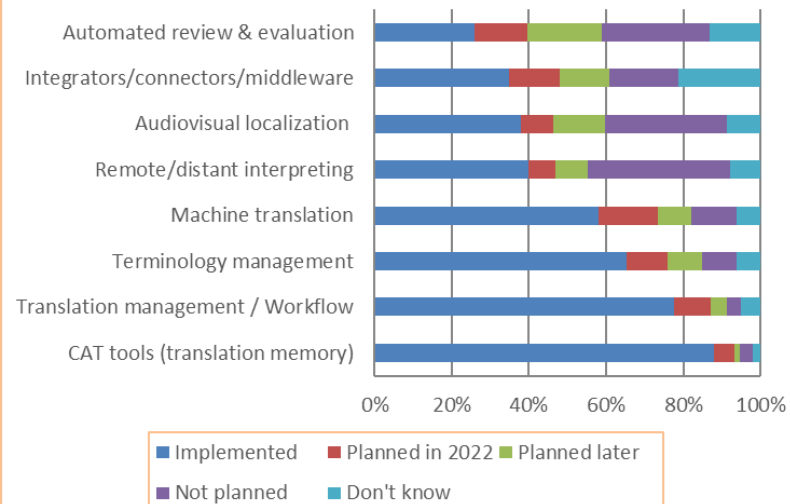 Automated review & evaluation
Integrators/connectors/middleware
Audiovisual localization
Remote/distant interpreting
Machine translation
Terminology management
Translation management / Workflow
CAT tools (translation memory)
0% 20% 40% 60% 80% 100%
Implemented Planned in 2022 Planned later
Not planned Don't know